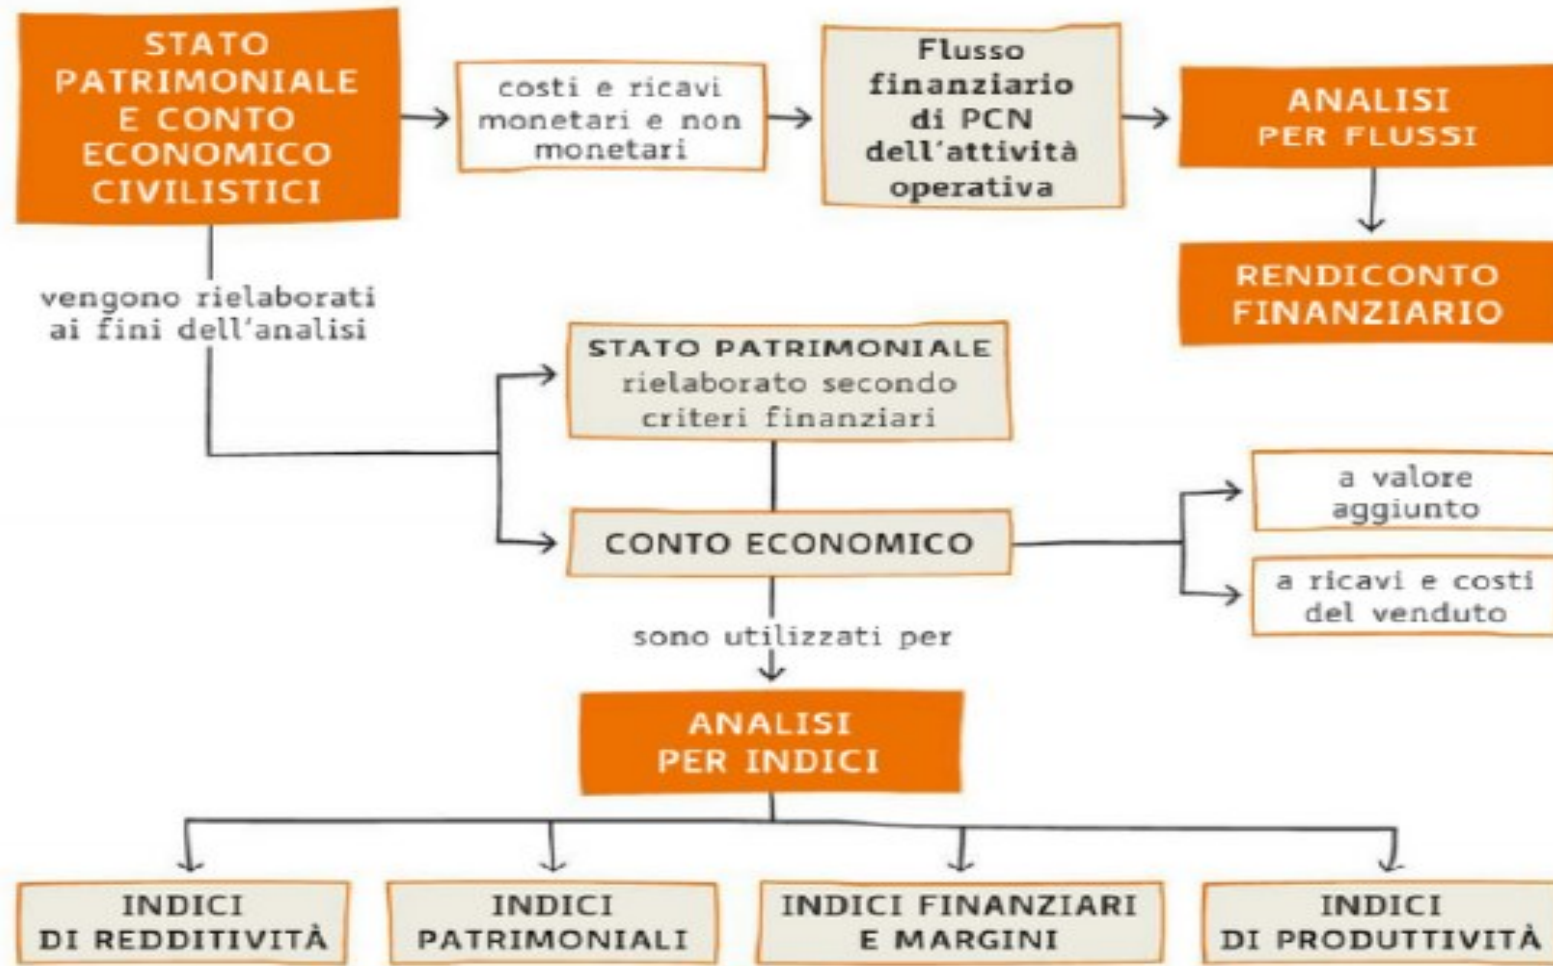 STATO
PATRIMONIALE
E CONTO
ECONOMICO
CIVILISTICI
costi e ricavi
monetari e non
monetari
Flusso
finanziario
di PCN
dell'attività
operativa
ANALISI
PER FLUSSI
RENDICONTO
FINANZIARIO
vengono rielaborati
ai fini dell'analisi
STATO PATRIMONIALE
rielaborato secondo
criteri finanziari
CONTO ECONOMICO
a valore
aggiunto
a ricavi e costi
del venduto
sono utilizzati per
ANALISI
PER INDICI
INDICI
DI REDDITIVITÀ
INDICI
PATRIMONIALI
INDICI FINANZIARI
E MARGINI
INDICI
DI PRODUTTIVITÀ